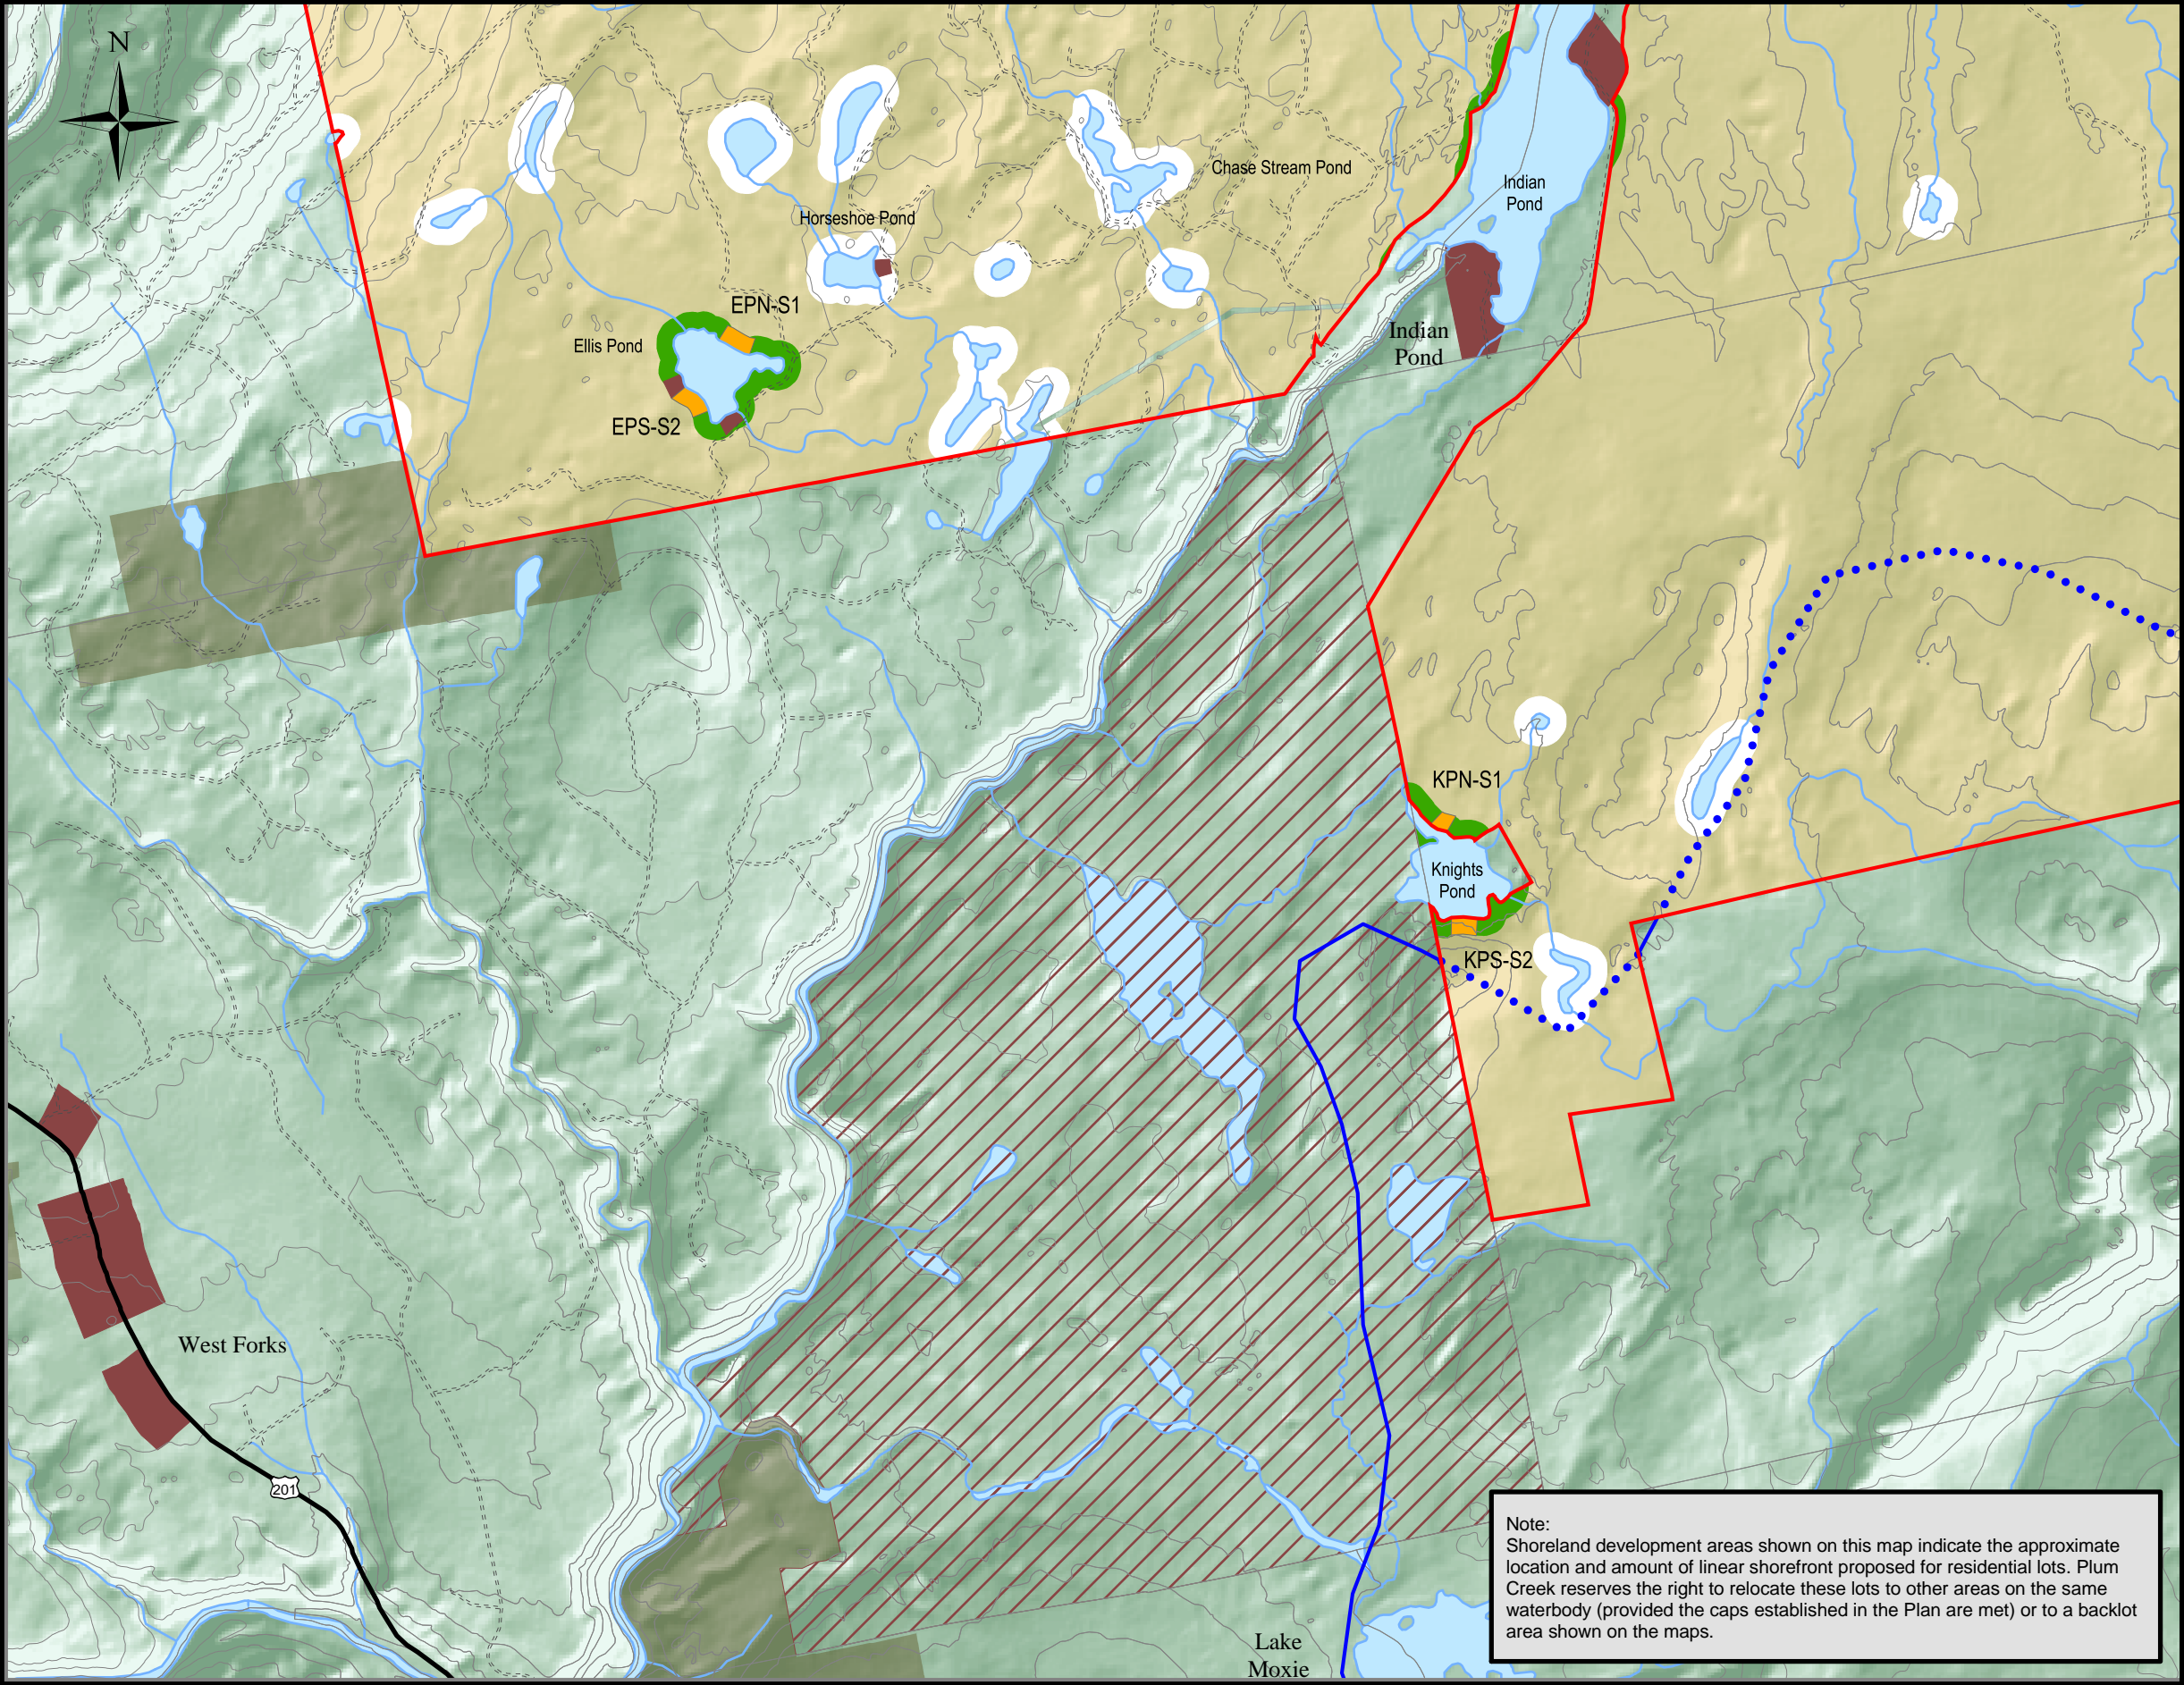 N
Chase Stream Pond
Indian
Pond
Horseshoe Pond
EPN-S1
Ellis Pond
Indian
Pond
EPS-S2
KPN-S1
Knights
Pond
KPS-S2
West Forks
201
Note:
Shoreland development areas shown on this map indicate the approximate
location and amount of linear shorefront proposed for residential lots. Plum
Creek reserves the right to relocate these lots to other areas on the same
waterbody (provided the caps established in the Plan are met) or to a backlot
area shown on the maps.
Lake
Moxie